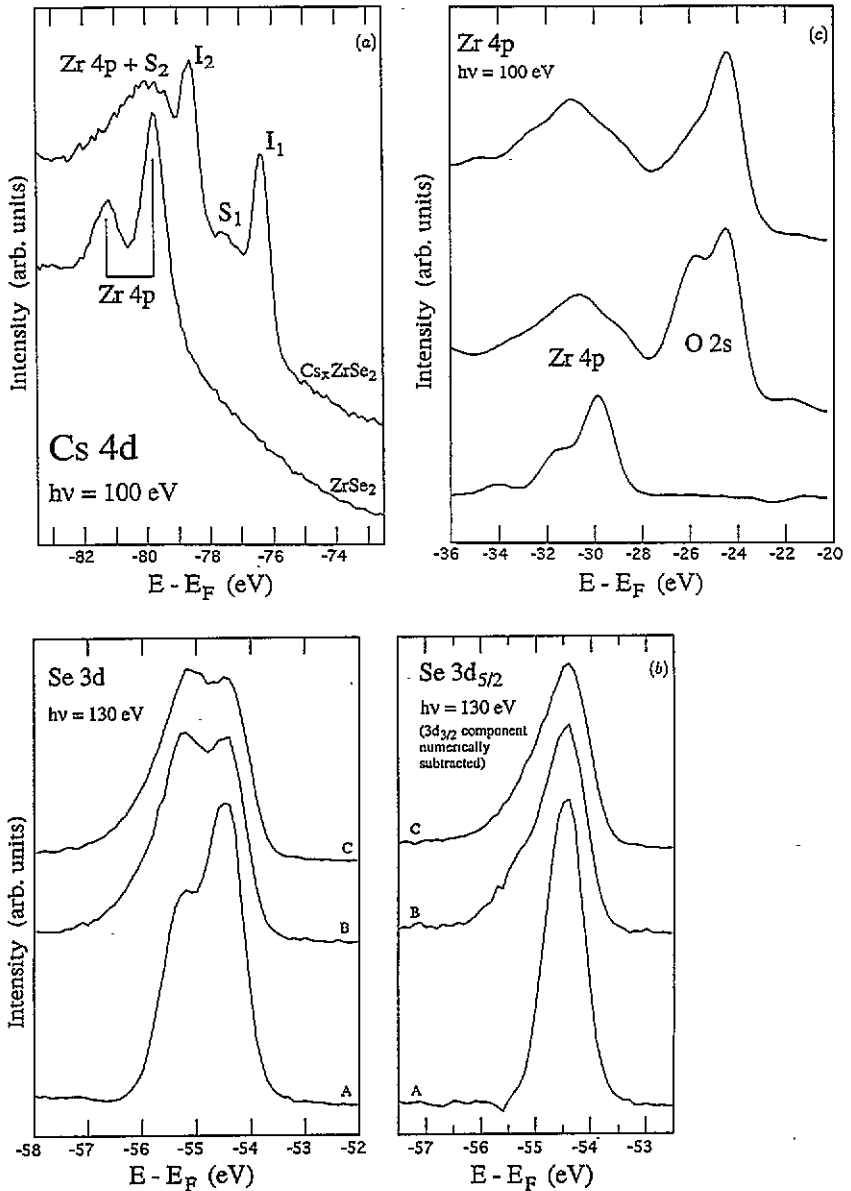 (a)
Zr 4p + S2
I2
I1
S1
Zr 4p
CsxZrSe2
ZrSe2
Cs 4d
hν = 100 eV
Intensity (arb. units)
-82 -80 -78 -76 -74
E - EF (eV)
(c)
Zr 4p
hν = 100 eV
Zr 4p
O 2s
Intensity (arb. units)
-36 -34 -32 -30 -28 -26 -24 -22 -20
E - EF (eV)
Se 3d
hν = 130 eV
C
B
A
Intensity (arb. units)
-58 -57 -56 -55 -54 -53 -52
E - EF (eV)
(b)
Se 3d5/2
hν = 130 eV
(3d3/2 component
numerically
subtracted)
C
B
A
-57 -56 -55 -54 -53
E - EF (eV)